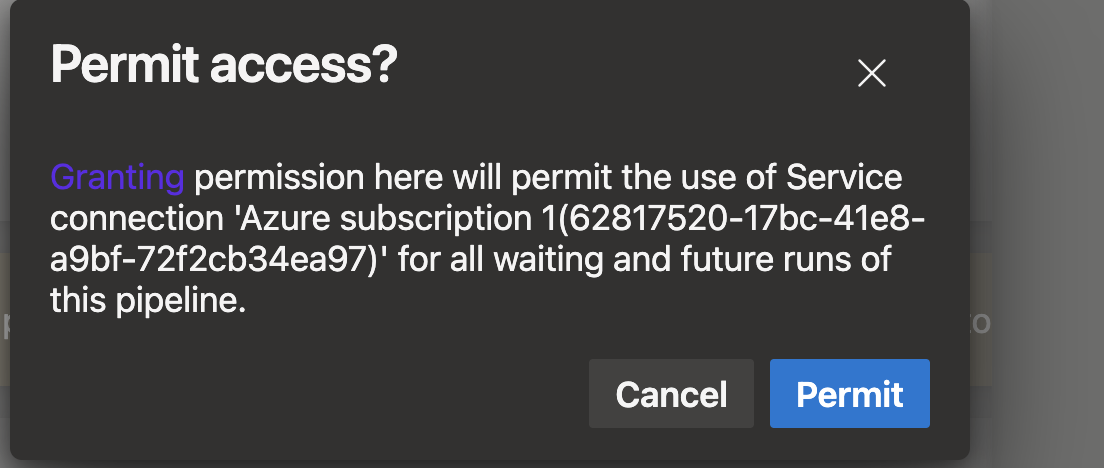 Permit access?
Granting permission here will permit the use of Service
connection 'Azure subscription 1(62817520-17bc-41e8-
a9bf-72f2cb34ea97)' for all waiting and future runs of
this pipeline.
to
Cancel
Permit